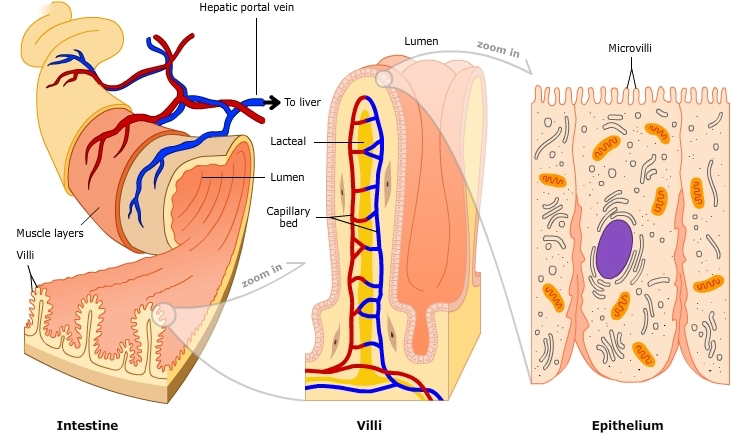 Hepatic portal vein
To liver
Lumen
Muscle layers
Villi
zoom in
Intestine
Lumen
Lacteal
Capillary
bed
zoom in
Villi
Microvilli
Epithelium